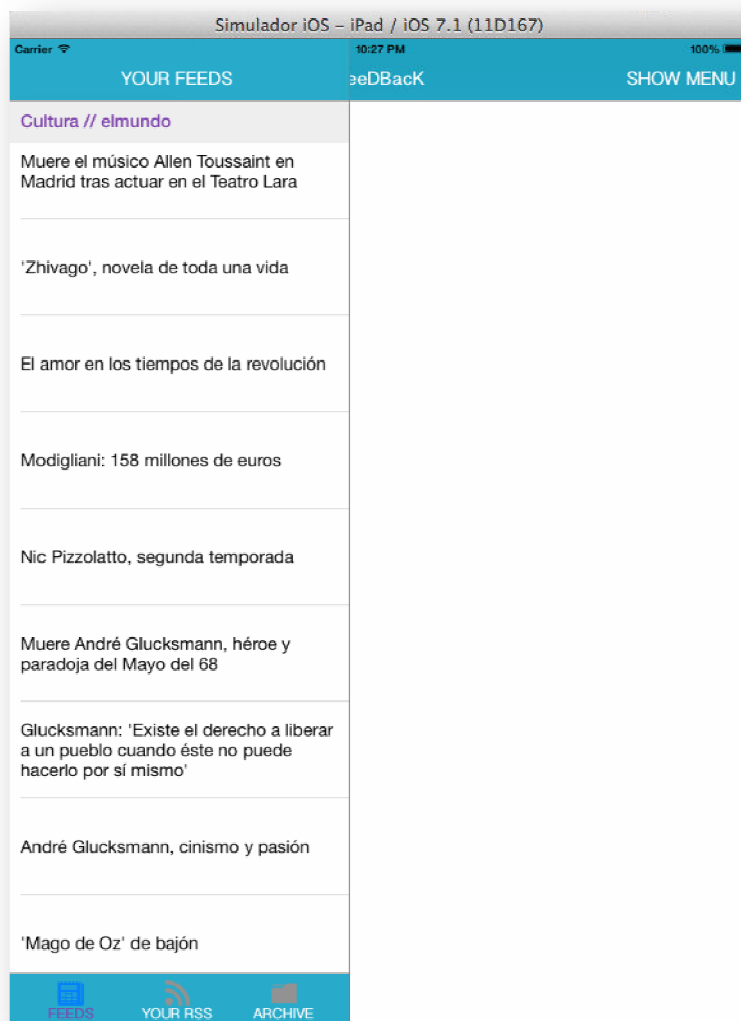 Simulador iOS – iPad / iOS 7.1 (11D167)
Carrier 10:27 PM 100%
YOUR FEEDS
eeDBacK SHOW MENU
Cultura // elmundo
Muere el músico Allen Toussaint en
Madrid tras actuar en el Teatro Lara
'Zhivago', novela de toda una vida
El amor en los tiempos de la revolución
Modigliani: 158 millones de euros
Nic Pizzolatto, segunda temporada
Muere André Glucksmann, héroe y
paradoja del Mayo del 68
Glucksmann: 'Existe el derecho a liberar
a un pueblo cuando éste no puede
hacerlo por sí mismo'
André Glucksmann, cinismo y pasión
'Mago de Oz' de bajón
FEEDS YOUR RSS ARCHIVE